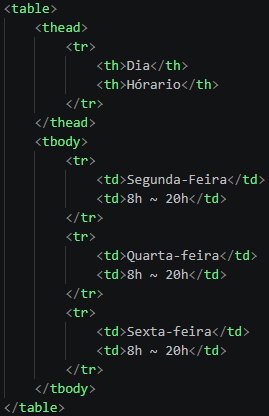 <table>
<thead>
<tr>
<th>Dia</th>
<th>Hórario</th>
</tr>
</thead>
<tbody>
<tr>
<td>Segunda-Feira</td>
<td>8h ~ 20h</td>
</tr>
<tr>
<td>Quarta-feira</td>
<td>8h ~ 20h</td>
</tr>
<tr>
<td>Sexta-feira</td>
<td>8h ~ 20h</td>
</tr>
</tbody>
</table>